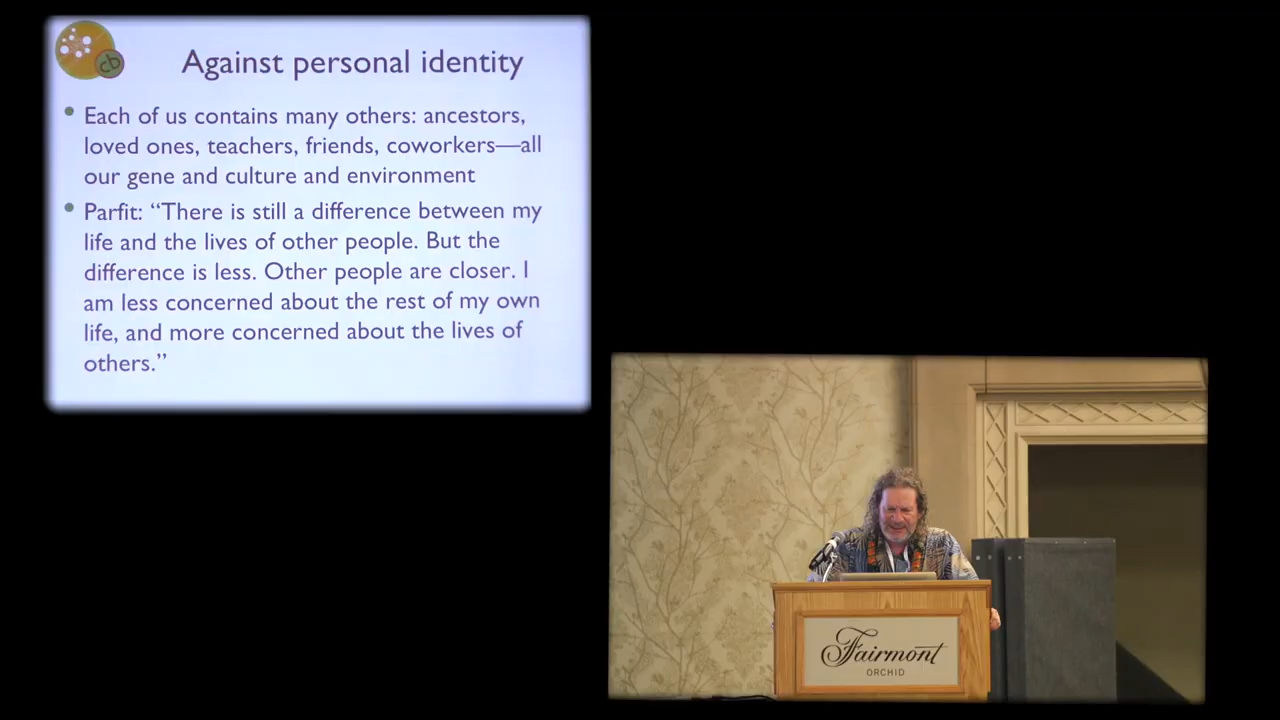 cb
Against personal identity
• Each of us contains many others: ancestors,
loved ones, teachers, friends, coworkers—all
our gene and culture and environment
• Parfit: “There is still a difference between my
life and the lives of other people. But the
difference is less. Other people are closer. I
am less concerned about the rest of my own
life, and more concerned about the lives of
others.”
Fairmont
ORCHID